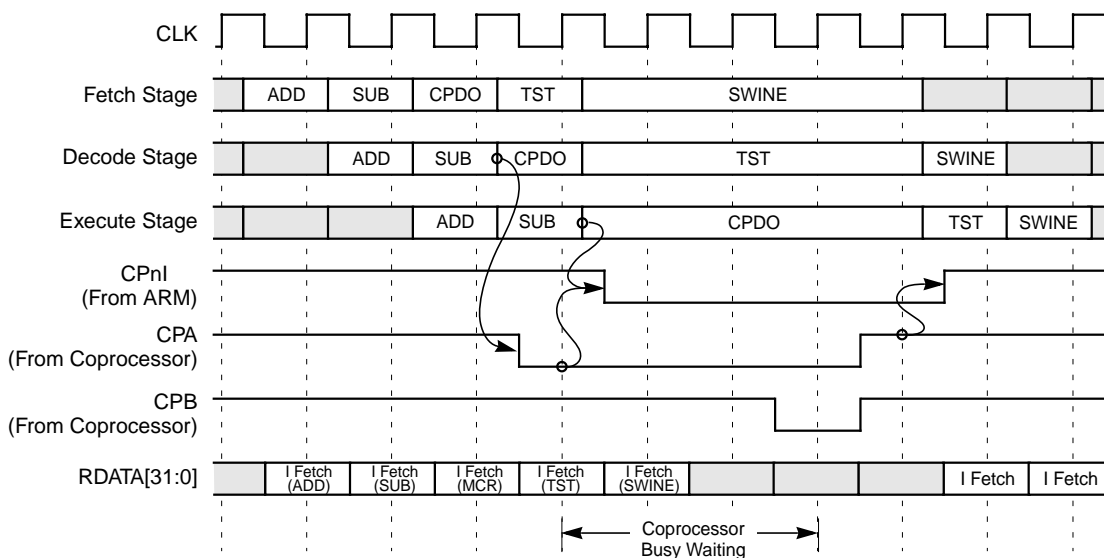 CLK
Fetch Stage
ADD
SUB
CPDO
TST
SWINE
Decode Stage
ADD
SUB
CPDO
TST
SWINE
Execute Stage
ADD
SUB
CPDO
TST
SWINE
CPnI
(From ARM)
CPA
(From Coprocessor)
CPB
(From Coprocessor)
RDATA[31:0]
I Fetch
(ADD)
I Fetch
(SUB)
I Fetch
(MCR)
I Fetch
(TST)
I Fetch
(SWINE)
I Fetch
I Fetch
Coprocessor
Busy Waiting